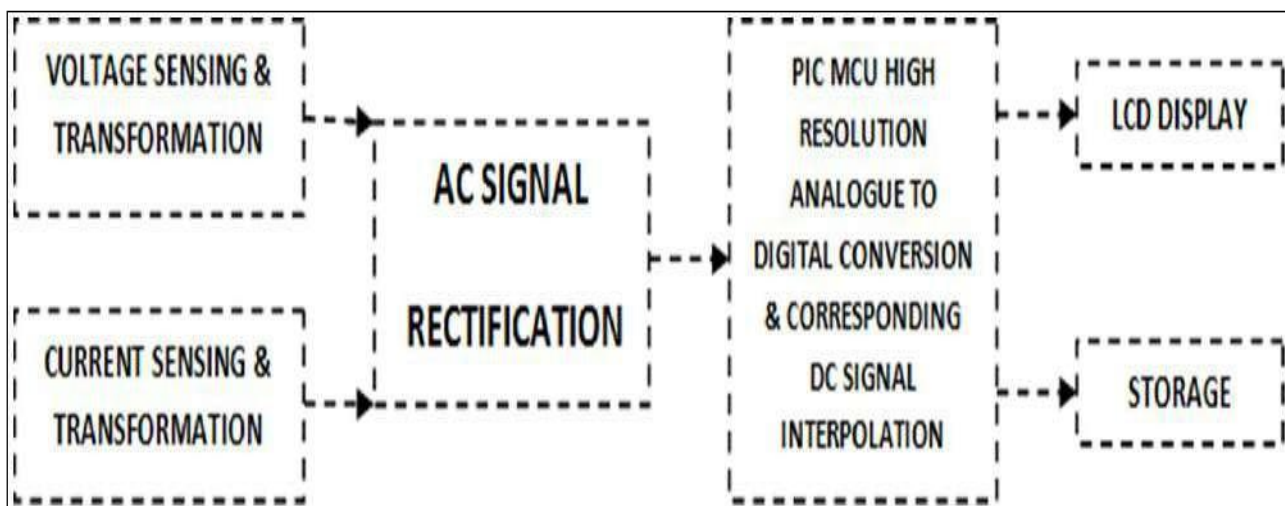 VOLTAGE SENSING &
TRANSFORMATION
CURRENT SENSING &
TRANSFORMATION
AC SIGNAL
RECTIFICATION
PIC MCU HIGH
RESOLUTION
ANALOGUE TO
DIGITAL CONVERSION
& CORRESPONDING
DC SIGNAL
INTERPOLATION
LCD DISPLAY
STORAGE